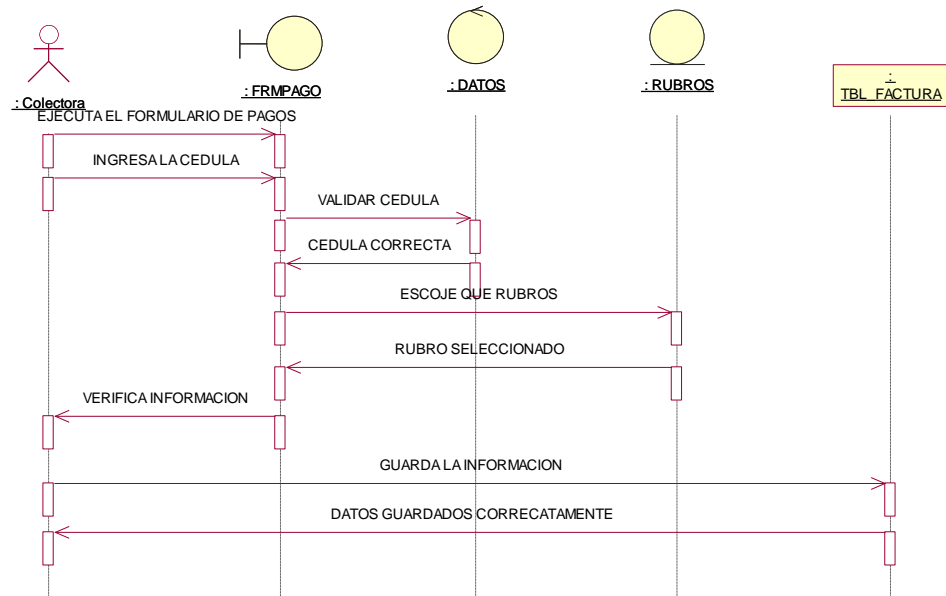 : Colectora
: FRMPAGO
: DATOS
: RUBROS
:
TBL_FACTURA
EJECUTA EL FORMULARIO DE PAGOS
INGRESA LA CEDULA
VALIDAR CEDULA
CEDULA CORRECTA
ESCOJE QUE RUBROS
RUBRO SELECCIONADO
VERIFICA INFORMACION
GUARDA LA INFORMACION
DATOS GUARDADOS CORRECATAMENTE